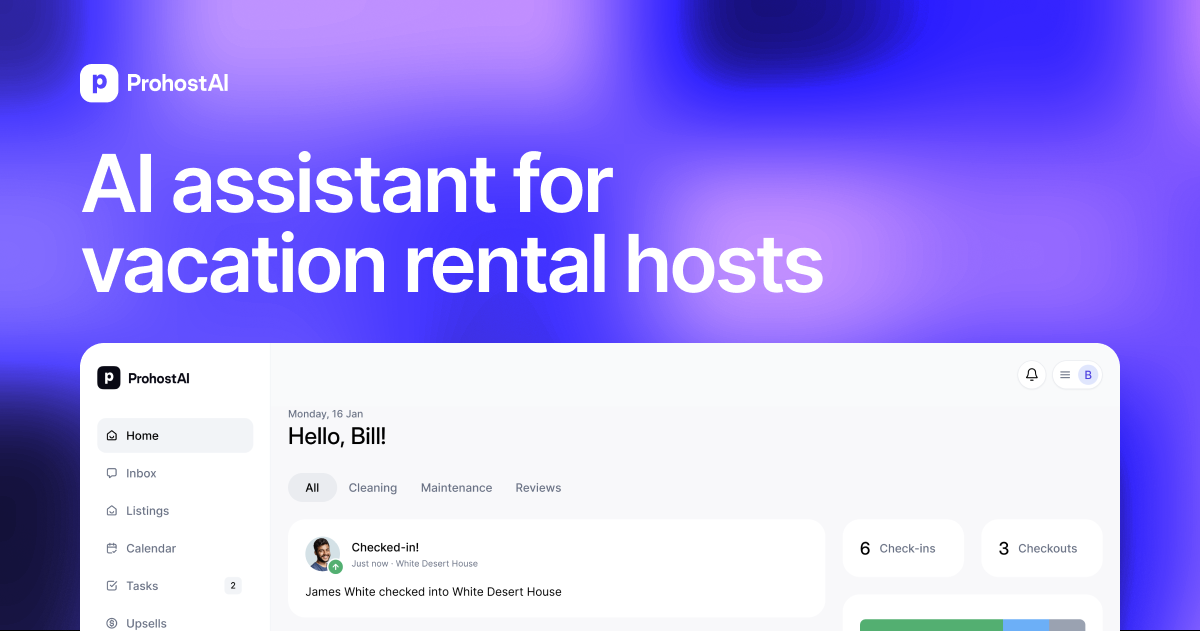 ProhostAI
AI assistant for
vacation rental hosts
ProhostAI
Home
Inbox
Listings
Calendar
Tasks
2
Upsells
B
Monday, 16 Jan
Hello, Bill!
All
Cleaning
Maintenance
Reviews
Checked-in!
Just now · White Desert House
James White checked into White Desert House
6 Check-ins
3 Checkouts